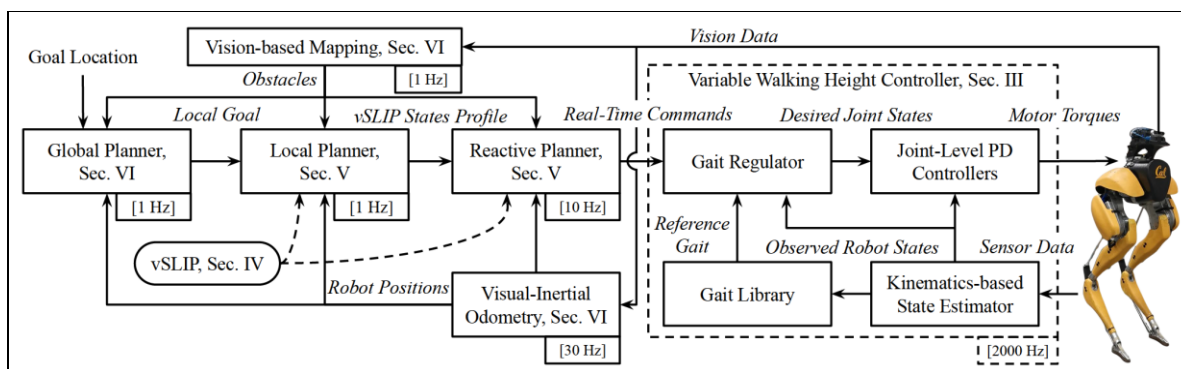 Vision-based Mapping, Sec. VI
[1 Hz]
Vision Data
Goal Location
Obstacles
Variable Walking Height Controller, Sec. III
Local Goal
vSLIP States Profile
Real-Time Commands
Desired Joint States
Motor Torques
Global Planner,
Sec. VI
[1 Hz]
Local Planner,
Sec. V
[1 Hz]
Reactive Planner,
Sec. V
[10 Hz]
Gait Regulator
Joint-Level PD
Controllers
Cal
vSLIP, Sec. IV
Reference
Gait
Observed Robot States
Sensor Data
Robot Positions
Visual-Inertial
Odometry, Sec. VI
[30 Hz]
Gait Library
Kinematics-based
State Estimator
[2000 Hz]